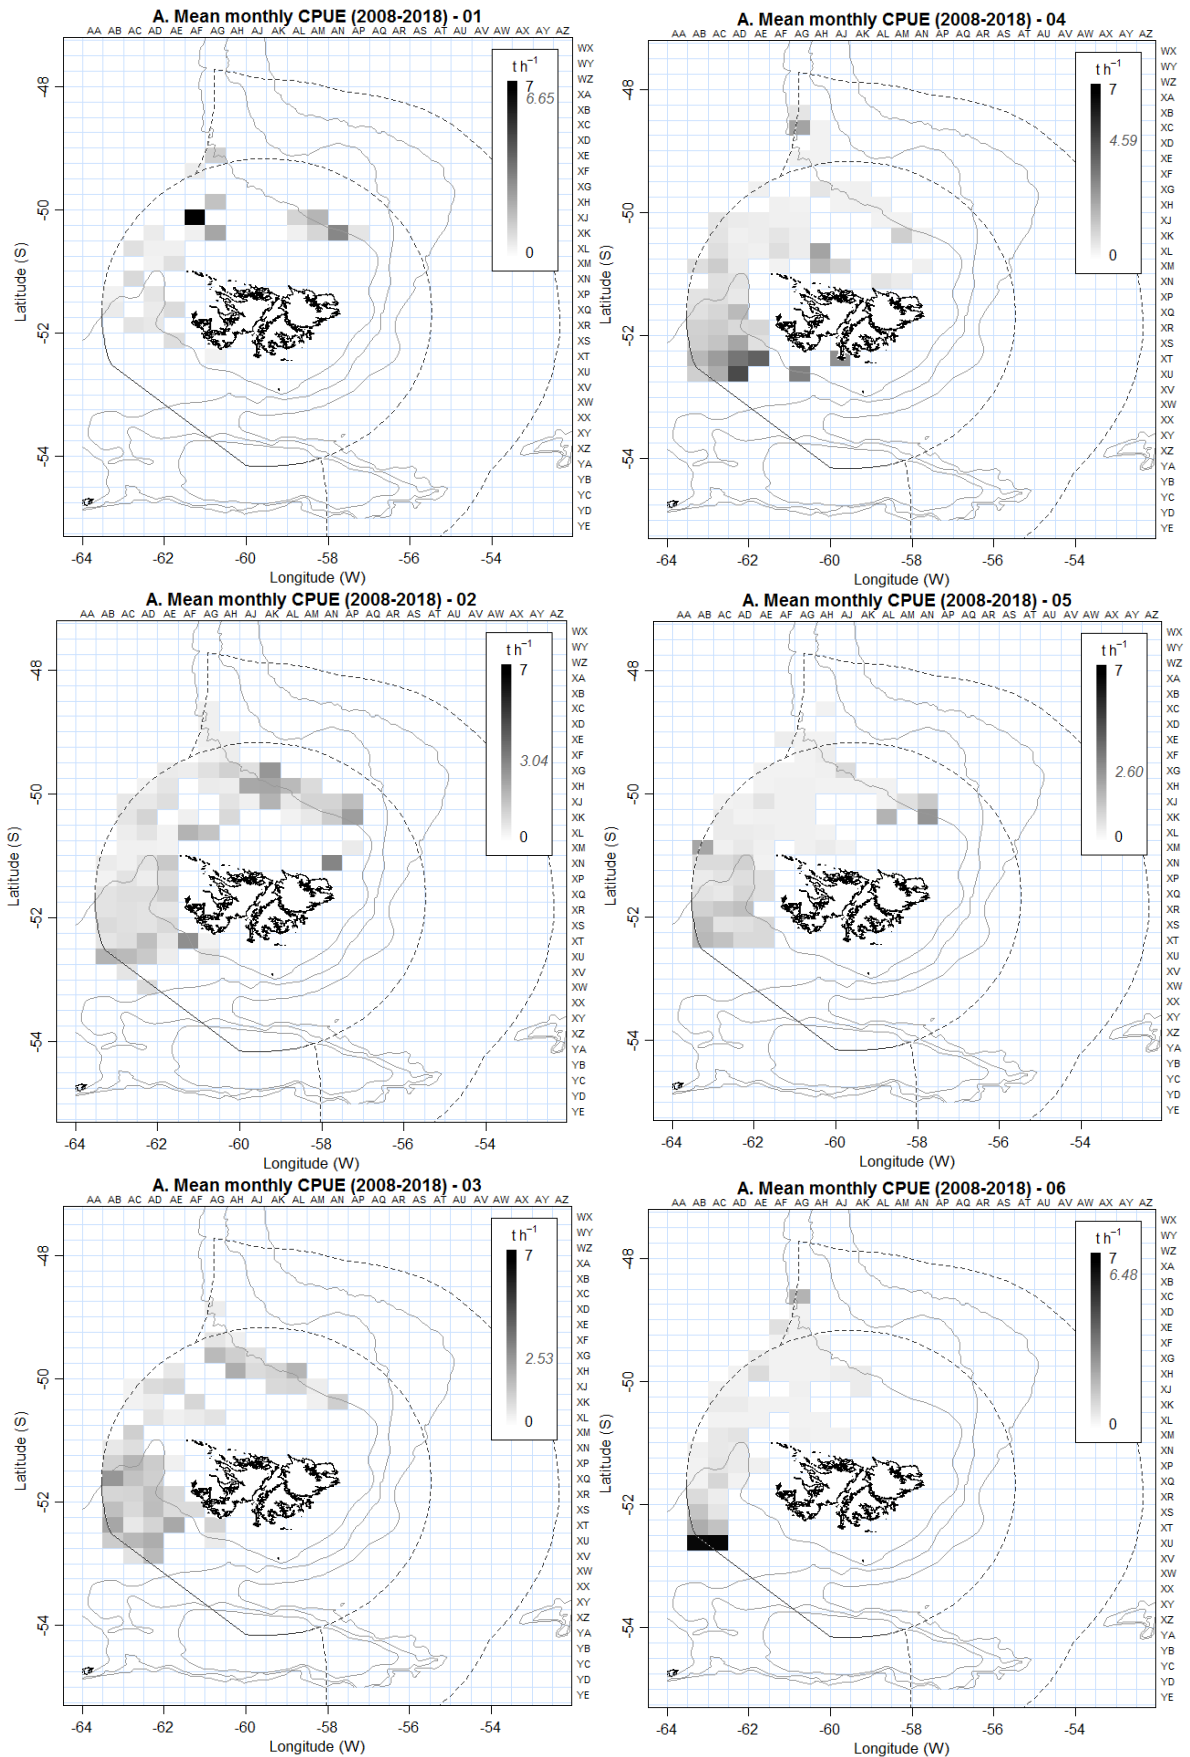 A. Mean monthly CPUE (2008-2018) - 01
AA AB AC AD AE AF AG AH AJ AK AL AM AN AP AQ AR AS AT AU AV AW AX AY AZ
t h⁻¹
7
6.65
0
WX
WY
WZ
XA
XB
XC
XD
XE
XF
XG
XH
XJ
XK
XL
XM
XN
XP
XQ
XR
XS
XT
XU
XV
XW
XX
XY
XZ
YA
YB
YC
YD
YE
Latitude (S)
-48
-50
-52
-54
-64 -62 -60 -58 -56 -54
Longitude (W)
A. Mean monthly CPUE (2008-2018) - 04
AA AB AC AD AE AF AG AH AJ AK AL AM AN AP AQ AR AS AT AU AV AW AX AY AZ
t h⁻¹
7
4.59
0
WX
WY
WZ
XA
XB
XC
XD
XE
XF
XG
XH
XJ
XK
XL
XM
XN
XP
XQ
XR
XS
XT
XU
XV
XW
XX
XY
XZ
YA
YB
YC
YD
YE
Latitude (S)
-48
-50
-52
-54
-64 -62 -60 -58 -56 -54
Longitude (W)
A. Mean monthly CPUE (2008-2018) - 02
AA AB AC AD AE AF AG AH AJ AK AL AM AN AP AQ AR AS AT AU AV AW AX AY AZ
t h⁻¹
7
3.04
0
WX
WY
WZ
XA
XB
XC
XD
XE
XF
XG
XH
XJ
XK
XL
XM
XN
XP
XQ
XR
XS
XT
XU
XV
XW
XX
XY
XZ
YA
YB
YC
YD
YE
Latitude (S)
-48
-50
-52
-54
-64 -62 -60 -58 -56 -54
Longitude (W)
A. Mean monthly CPUE (2008-2018) - 05
AA AB AC AD AE AF AG AH AJ AK AL AM AN AP AQ AR AS AT AU AV AW AX AY AZ
t h⁻¹
7
2.60
0
WX
WY
WZ
XA
XB
XC
XD
XE
XF
XG
XH
XJ
XK
XL
XM
XN
XP
XQ
XR
XS
XT
XU
XV
XW
XX
XY
XZ
YA
YB
YC
YD
YE
Latitude (S)
-48
-50
-52
-54
-64 -62 -60 -58 -56 -54
Longitude (W)
A. Mean monthly CPUE (2008-2018) - 03
AA AB AC AD AE AF AG AH AJ AK AL AM AN AP AQ AR AS AT AU AV AW AX AY AZ
t h⁻¹
7
2.53
0
WX
WY
WZ
XA
XB
XC
XD
XE
XF
XG
XH
XJ
XK
XL
XM
XN
XP
XQ
XR
XS
XT
XU
XV
XW
XX
XY
XZ
YA
YB
YC
YD
YE
Latitude (S)
-48
-50
-52
-54
-64 -62 -60 -58 -56 -54
Longitude (W)
A. Mean monthly CPUE (2008-2018) - 06
AA AB AC AD AE AF AG AH AJ AK AL AM AN AP AQ AR AS AT AU AV AW AX AY AZ
t h⁻¹
7
6.48
0
WX
WY
WZ
XA
XB
XC
XD
XE
XF
XG
XH
XJ
XK
XL
XM
XN
XP
XQ
XR
XS
XT
XU
XV
XW
XX
XY
XZ
YA
YB
YC
YD
YE
Latitude (S)
-48
-50
-52
-54
-64 -62 -60 -58 -56 -54
Longitude (W)